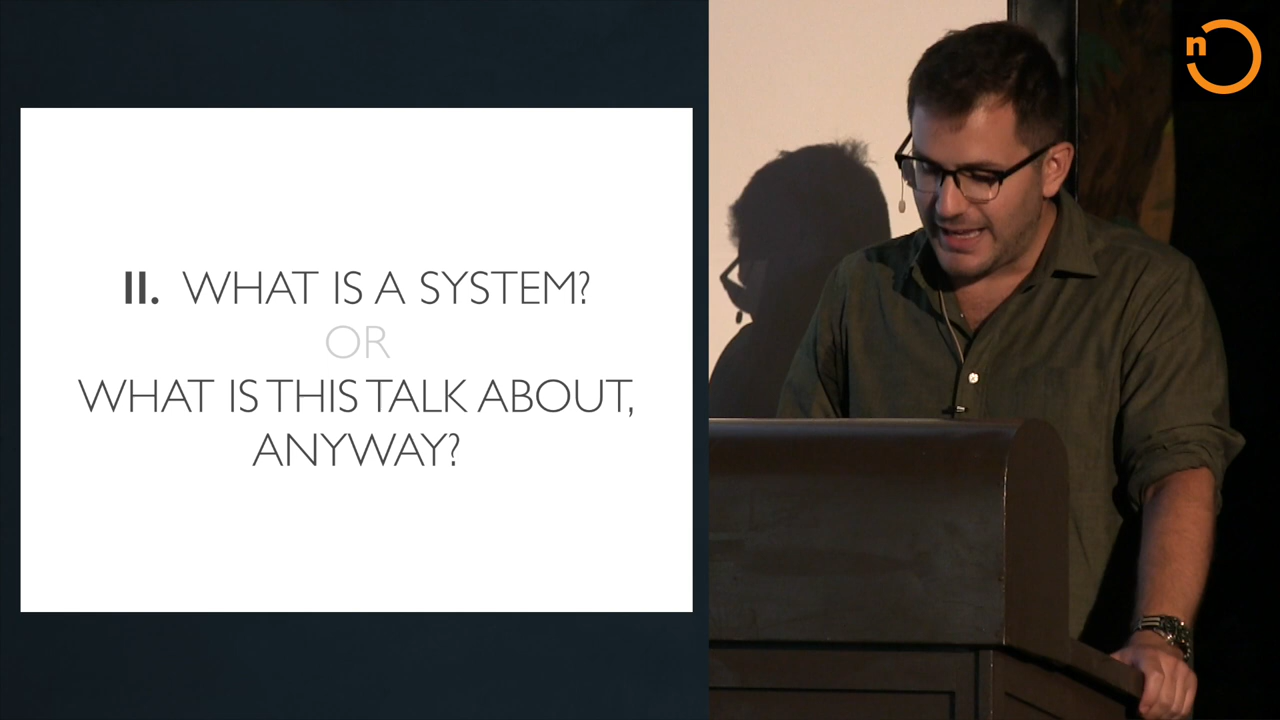 II. WHAT IS A SYSTEM?
OR
WHAT IS THIS TALK ABOUT,
ANYWAY?
n